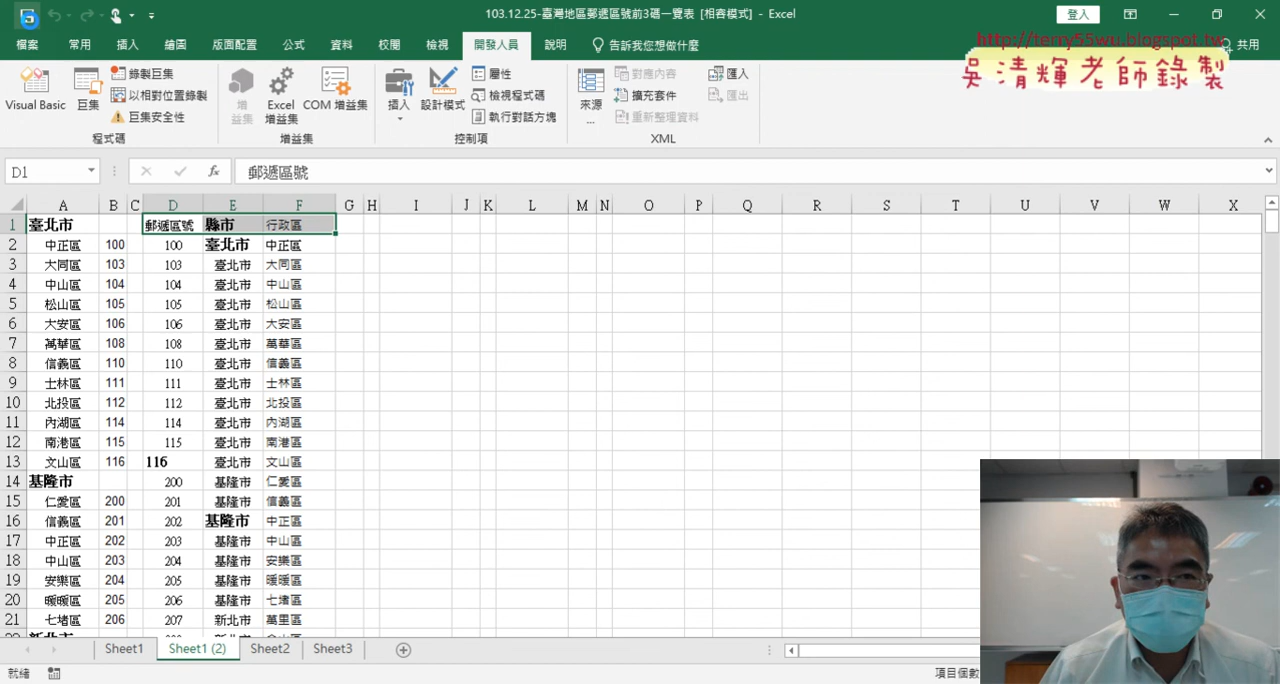 103.12.25-臺灣地區郵遞區號前3碼一覽表 [相容模式] - Excel
登入
檔案 常用 插入 繪圖 版面配置 公式 資料 校閱 檢視 開發人員 說明 告訴我您想做什麼
共用
http://terry55wu.blogspot.tw
吳清輝老師錄製
Visual Basic 巨集 錄製巨集 以相對位置錄製 巨集安全性
程式碼
增益集 Excel 增益集 COM 增益集
增益集
插入 設計模式 屬性 檢視程式碼 執行對話方塊
控制項
來源... 對應內容 擴充套件 重新整理資料 匯入 匯出
XML
D1 fx 郵遞區號
A B C D E F G H I J K L M N O P Q R S T U V W X
1 臺北市 郵遞區號 縣市 行政區
2 中正區 100 100 臺北市 中正區
3 大同區 103 103 臺北市 大同區
4 中山區 104 104 臺北市 中山區
5 松山區 105 105 臺北市 松山區
6 大安區 106 106 臺北市 大安區
7 萬華區 108 108 臺北市 萬華區
8 信義區 110 110 臺北市 信義區
9 士林區 111 111 臺北市 士林區
10 北投區 112 112 臺北市 北投區
11 內湖區 114 114 臺北市 內湖區
12 南港區 115 115 臺北市 南港區
13 文山區 116 116 臺北市 文山區
14 基隆市 200 基隆市 仁愛區
15 仁愛區 200 201 基隆市 信義區
16 信義區 201 202 基隆市 中正區
17 中正區 202 203 基隆市 中山區
18 中山區 203 204 基隆市 安樂區
19 安樂區 204 205 基隆市 暖暖區
20 暖暖區 205 206 基隆市 七堵區
21 七堵區 206 207 新北市 萬里區
Sheet1 Sheet1 (2) Sheet2 Sheet3
就緒
項目個數